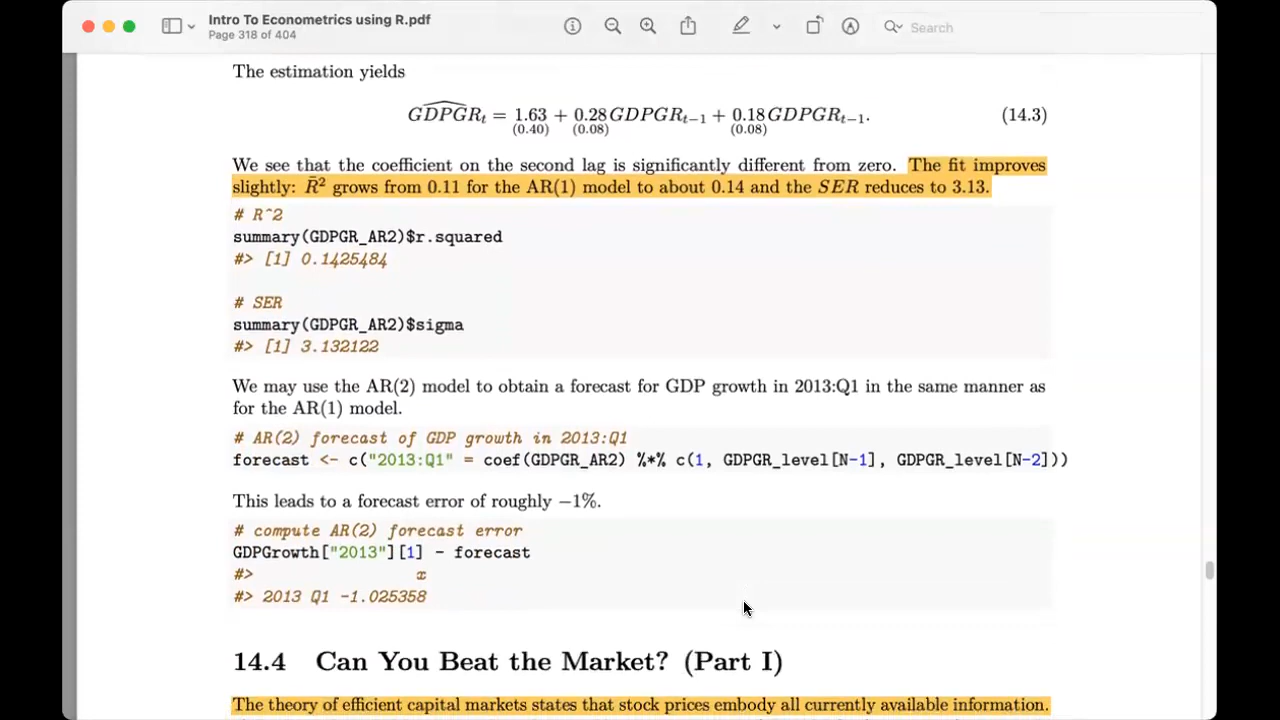 Intro To Econometrics using R.pdf
Page 318 of 404
Search
The estimation yields
GDPGR̂_t = 1.63 + 0.28 GDPGR_{t−1} + 0.18 GDPGR_{t−1}. (14.3)
(0.40) (0.08) (0.08)
We see that the coefficient on the second lag is significantly different from zero. The fit improves
slightly: R̄² grows from 0.11 for the AR(1) model to about 0.14 and the SER reduces to 3.13.
# R^2
summary(GDPGR_AR2)$r.squared
#> [1] 0.1425484
# SER
summary(GDPGR_AR2)$sigma
#> [1] 3.132122
We may use the AR(2) model to obtain a forecast for GDP growth in 2013:Q1 in the same manner as
for the AR(1) model.
# AR(2) forecast of GDP growth in 2013:Q1
forecast <- c("2013:Q1" = coef(GDPGR_AR2) %*% c(1, GDPGR_level[N-1], GDPGR_level[N-2]))
This leads to a forecast error of roughly −1%.
# compute AR(2) forecast error
GDPGrowth["2013"][1] - forecast
#> x
#> 2013 Q1 -1.025358
14.4 Can You Beat the Market? (Part I)
The theory of efficient capital markets states that stock prices embody all currently available information.